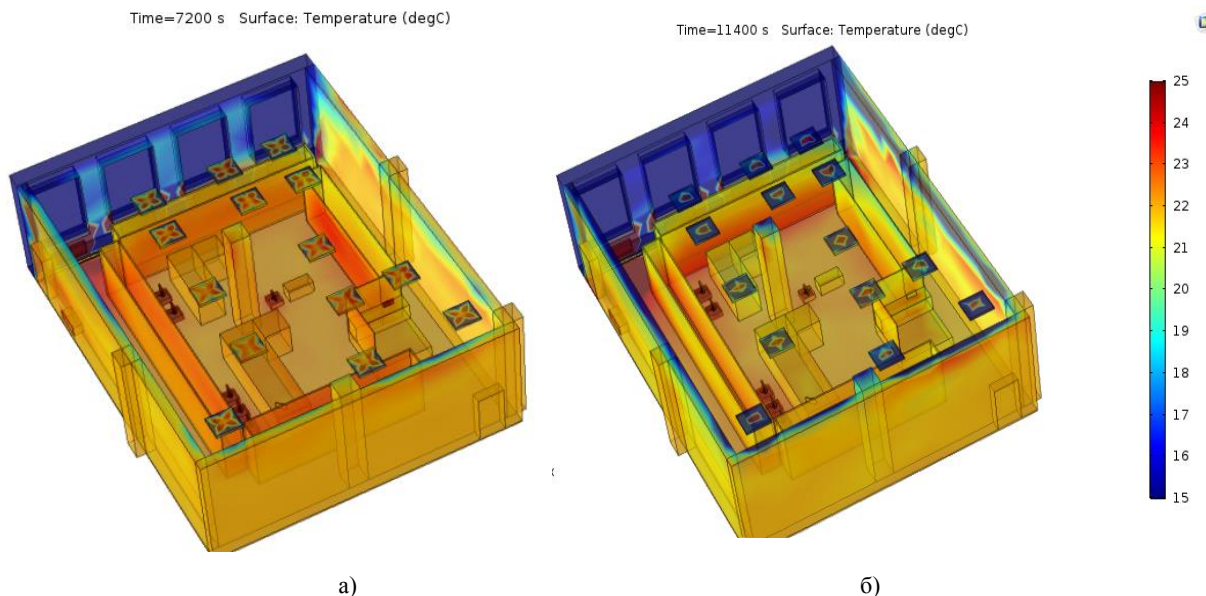 Time=7200 s Surface: Temperature (degC)
Time=11400 s Surface: Temperature (degC)
25
24
23
22
21
20
19
18
17
16
15
а)
б)